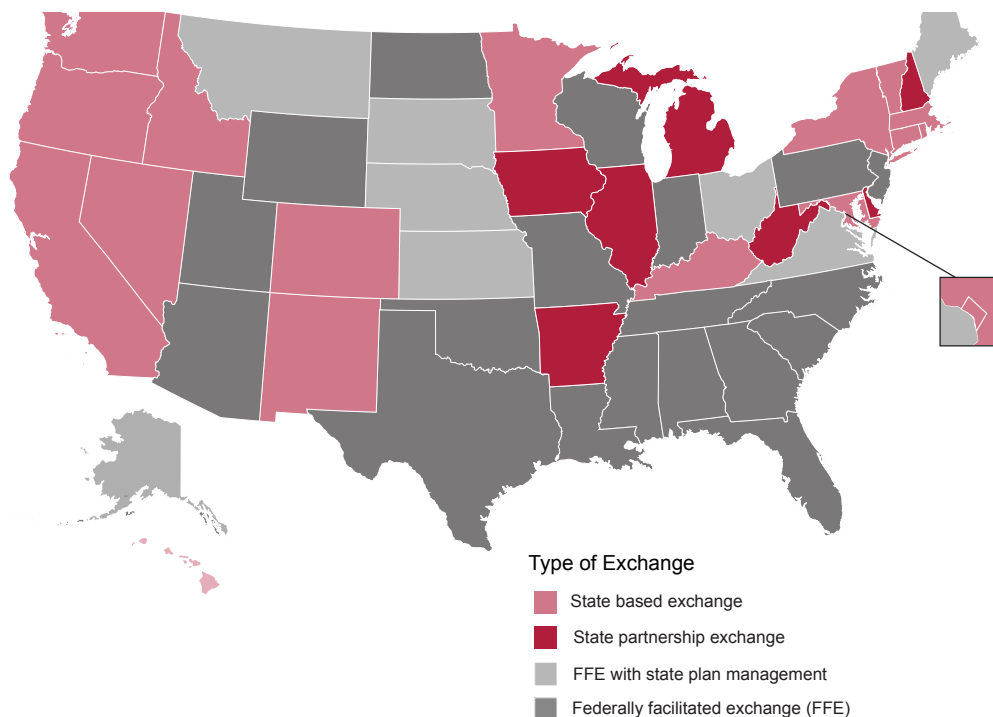 Type of Exchange
State based exchange
State partnership exchange
FFE with state plan management
Federally facilitated exchange (FFE)